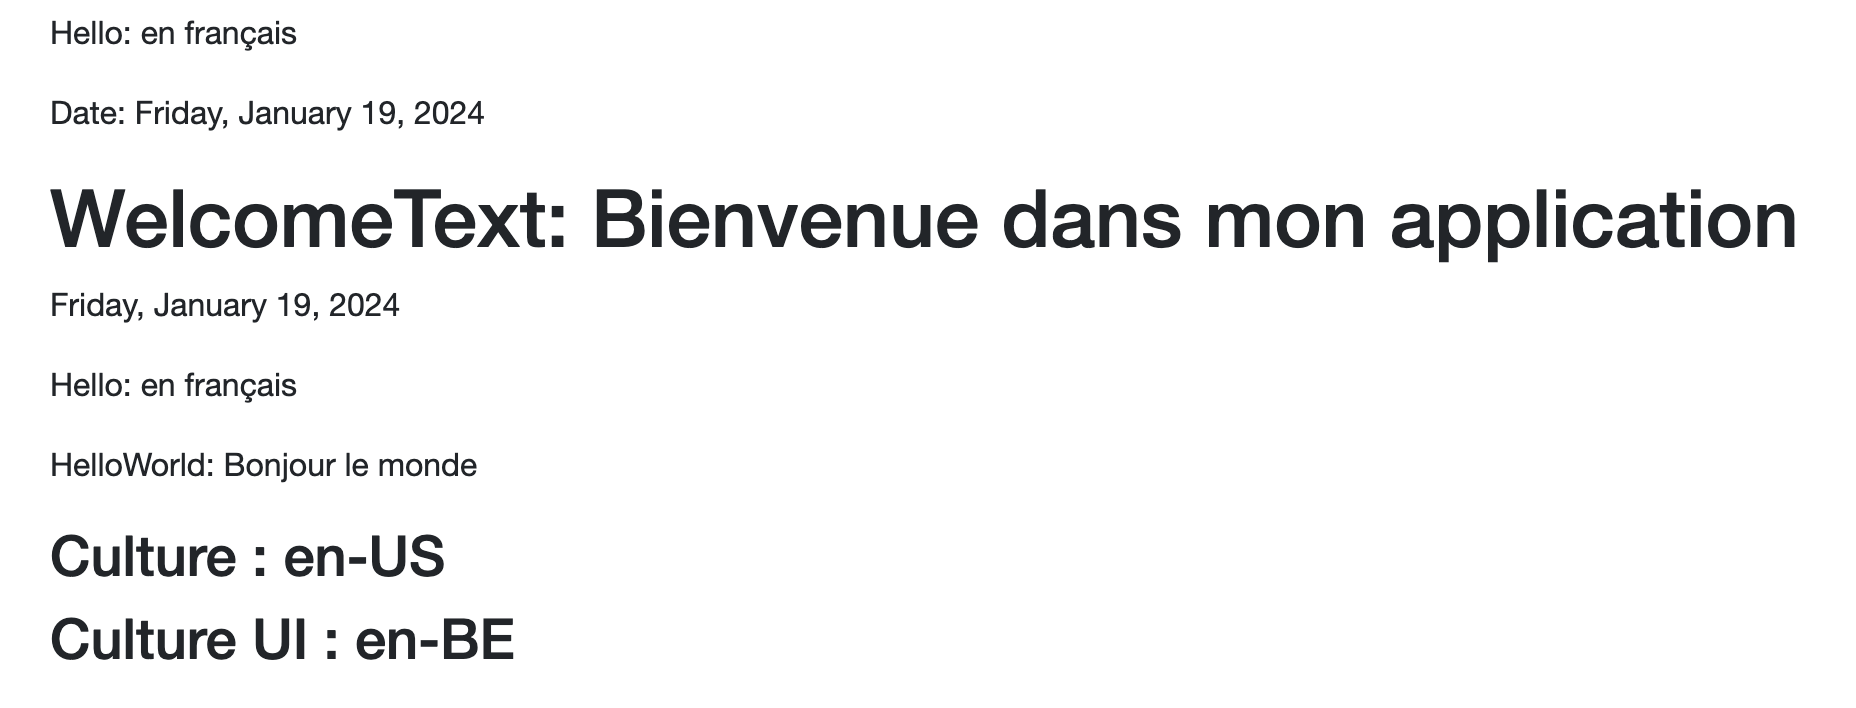 Hello: en français
Date: Friday, January 19, 2024
WelcomeText: Bienvenue dans mon application
Friday, January 19, 2024
Hello: en français
HelloWorld: Bonjour le monde
Culture : en-US
Culture UI : en-BE